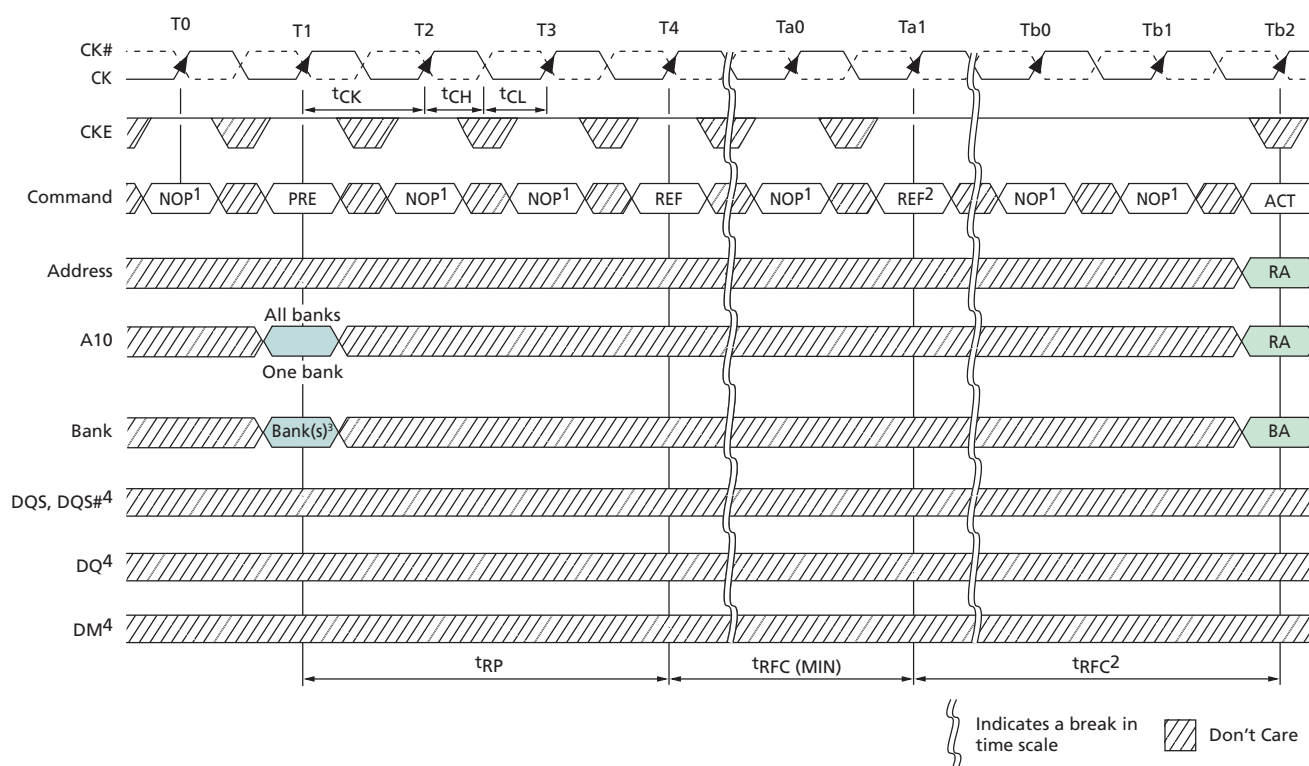 T0 T1 T2 T3 T4 Ta0 Ta1 Tb0 Tb1 Tb2
CK#
CK
tCK tCH tCL
CKE
Command NOP1 PRE NOP1 NOP1 REF NOP1 REF2 NOP1 NOP1 ACT
Address RA
All banks
A10 RA
One bank
Bank Bank(s)3 BA
DQS, DQS#4
DQ4
DM4
tRP tRFC (MIN) tRFC2
Indicates a break in
time scale
Don't Care